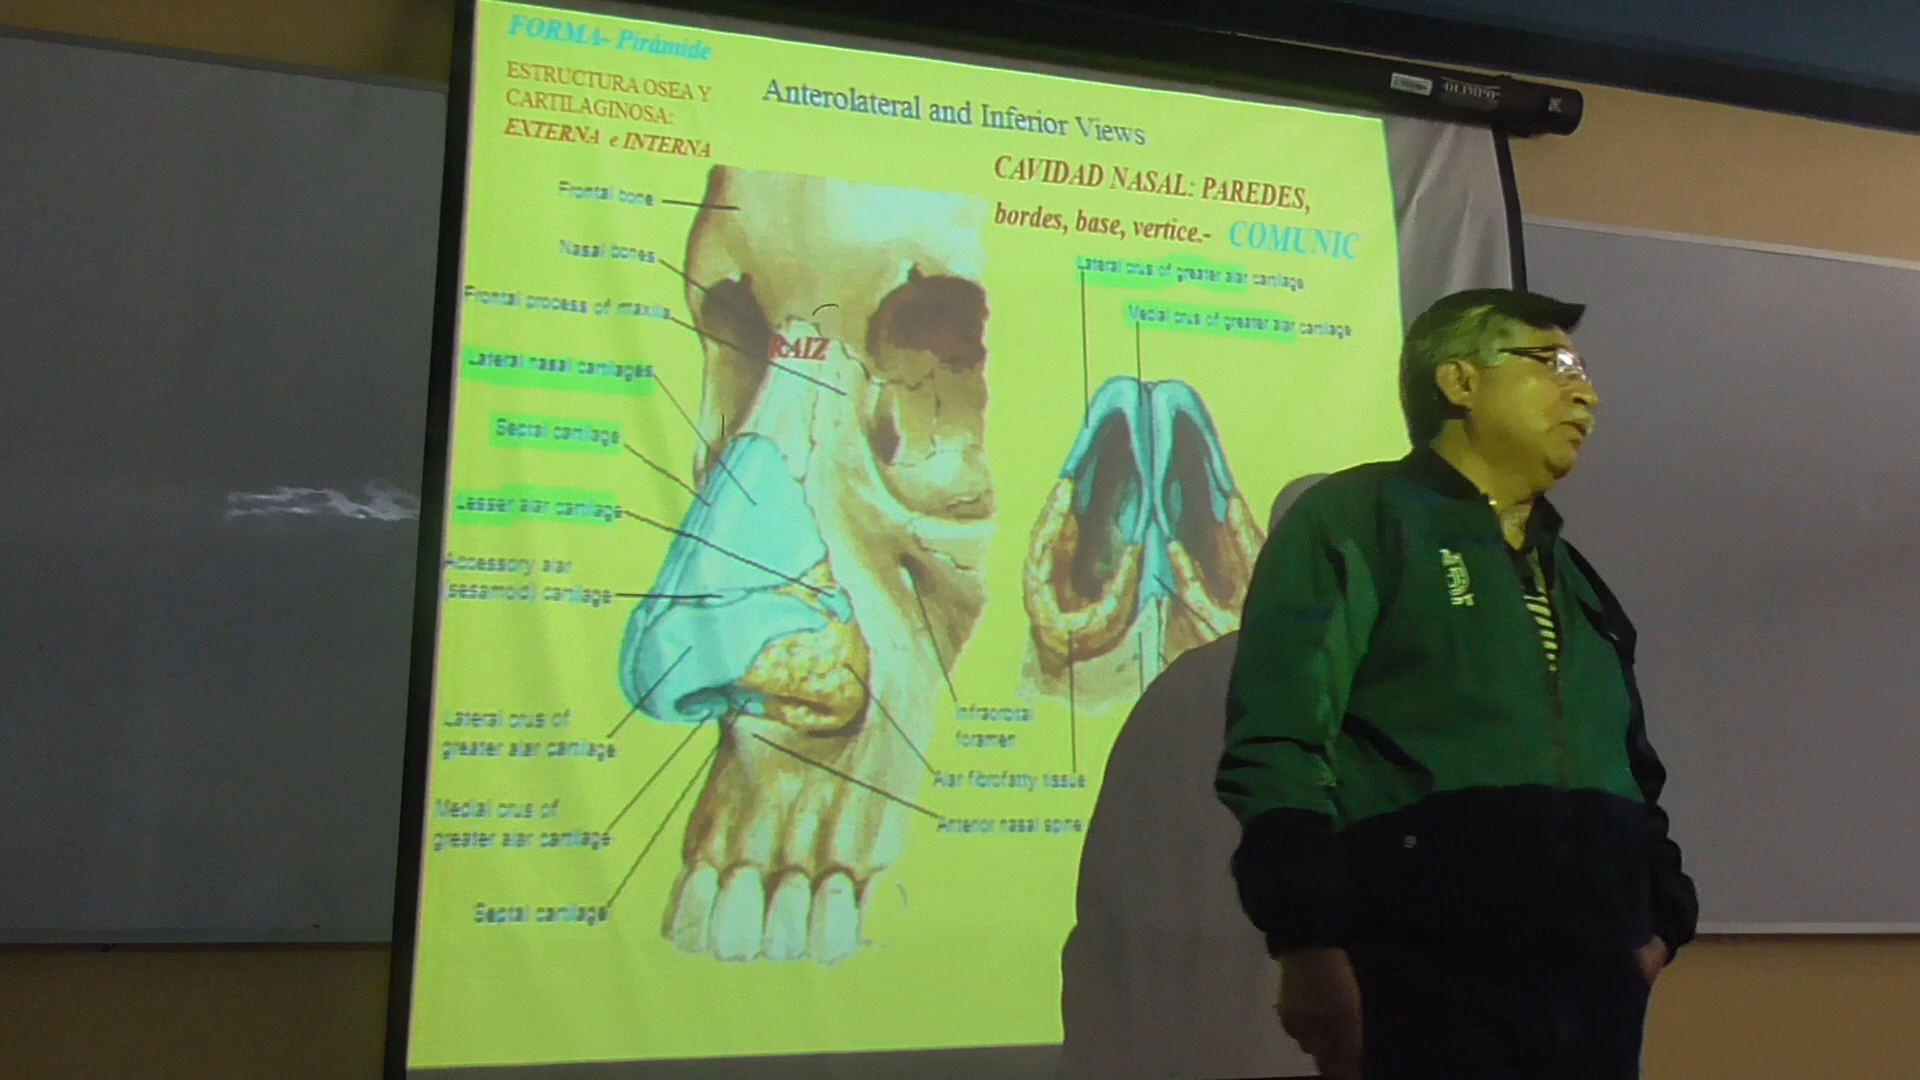 FORMA- Pirámide
ESTRUCTURA OSEA Y
CARTILAGINOSA:
EXTERNA e INTERNA
Anterolateral and Inferior Views
CAVIDAD NASAL: PAREDES,
bordes, base, vertice.- COMUNIC
Frontal bone
Nasal bones
Frontal process of maxilla
RAIZ
Lateral nasal cartilages
Septal cartilage
Lesser alar cartilage
Accessory alar
(sesamoid) cartilage
Lateral crus of
greater alar cartilage
Medial crus of
greater alar cartilage
Septal cartilage
Lateral crus of greater alar cartilage
Medial crus of greater alar cartilage
Infraorbital
foramen
Alar fibrofatty tissue
Anterior nasal spine
OLIMPO